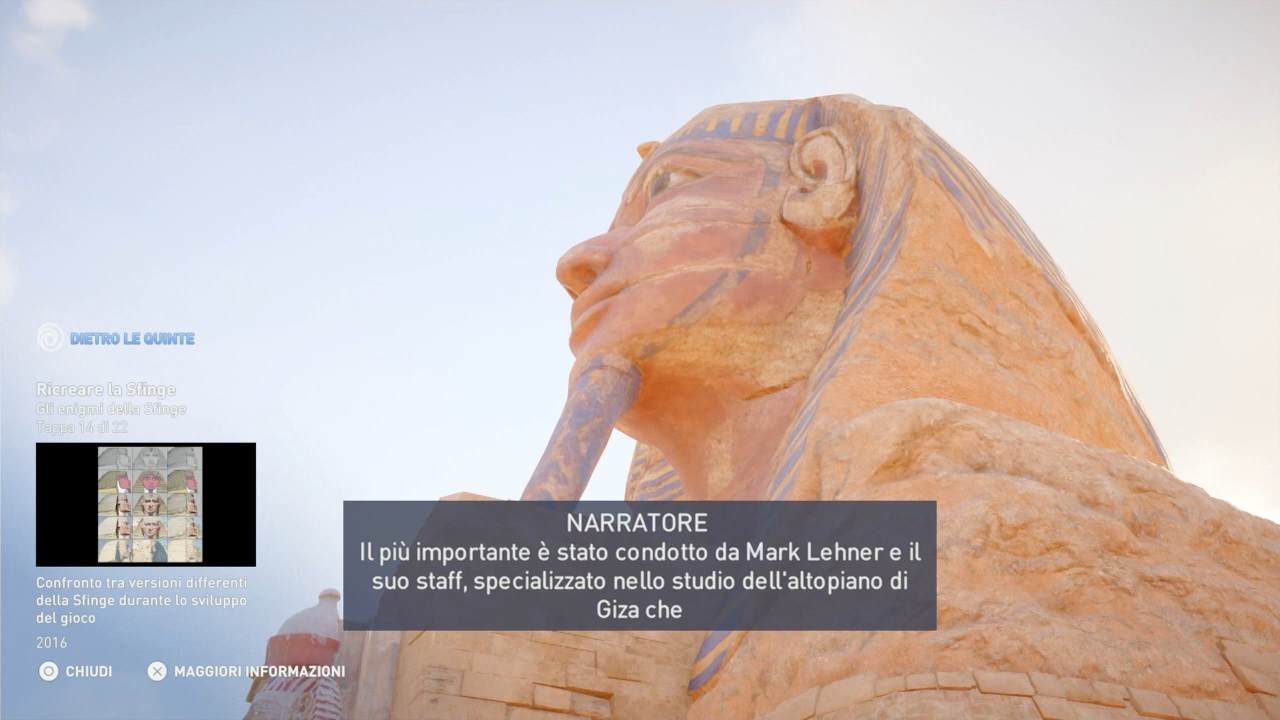 DIETRO LE QUINTE
Ricreare la Sfinge
Gli enigmi della Sfinge
Tappa 14 di 22
Confronto tra versioni differenti
della Sfinge durante lo sviluppo
del gioco
2016
CHIUDI
MAGGIORI INFORMAZIONI
NARRATORE
Il più importante è stato condotto da Mark Lehner e il
suo staff, specializzato nello studio dell'altopiano di
Giza che